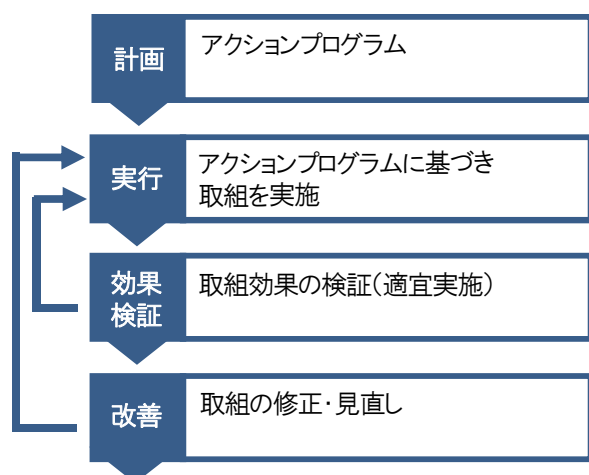 計画
アクションプログラム
実行
アクションプログラムに基づき
取組を実施
効果
検証
取組効果の検証（適宜実施）
改善
取組の修正・見直し